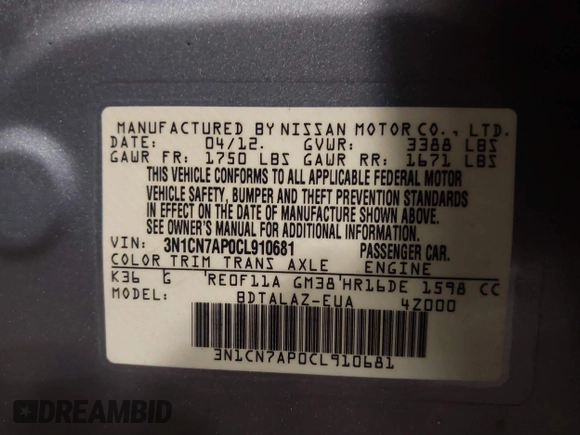 MANUFACTURED BY NISSAN MOTOR CO., LTD.
DATE: 04/12. GVWR: 3388 LBS
GAWR FR: 1750 LBS GAWR RR: 1671 LBS
THIS VEHICLE CONFORMS TO ALL APPLICABLE FEDERAL MOTOR
VEHICLE SAFETY, BUMPER AND THEFT PREVENTION STANDARDS
IN EFFECT ON THE DATE OF MANUFACTURE SHOWN ABOVE.
SEE OWNER'S MANUAL FOR ADDITIONAL INFORMATION.
VIN: 3N1CN7AP0CL910681 PASSENGER CAR.
COLOR TRIM TRANS AXLE ENGINE
K36 G 'RE0F11A GM38'HR16DE 1598 CC
MODEL: BDTALAZ-EUA 4Z000
3N1CN7AP0CL910681
DREAMBID